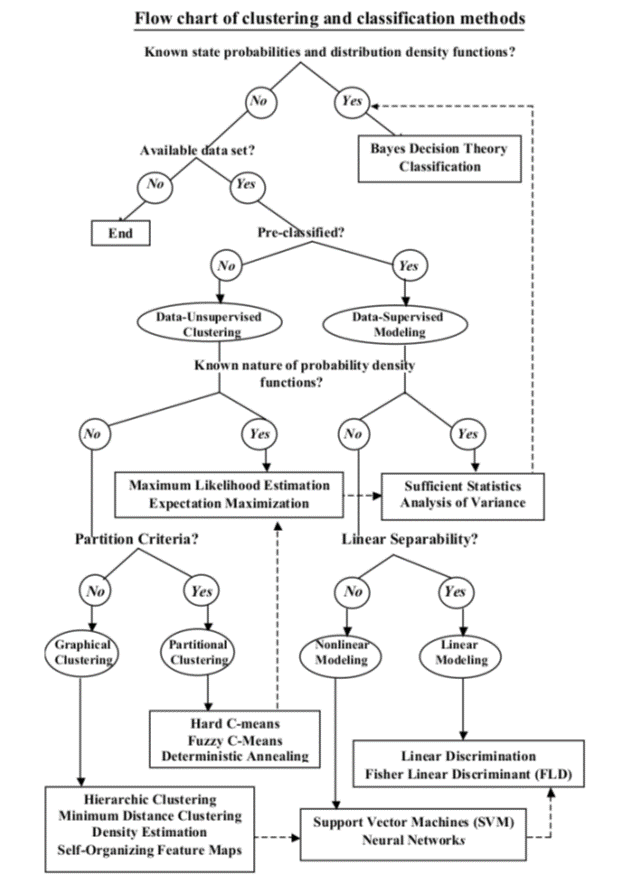 Flow chart of clustering and classification methods
Known state probabilities and distribution density functions?
No
Yes
Bayes Decision Theory
Classification
Available data set?
No
Yes
End
Pre-classified?
No
Yes
Data-Unsupervised
Clustering
Data-Supervised
Modeling
Known nature of probability density
functions?
No
Yes
No
Yes
Maximum Likelihood Estimation
Expectation Maximization
Sufficient Statistics
Analysis of Variance
Partition Criteria?
Linear Separability?
No
Yes
No
Yes
Graphical
Clustering
Partitional
Clustering
Nonlinear
Modeling
Linear
Modeling
Hard C-means
Fuzzy C-Means
Deterministic Annealing
Linear Discrimination
Fisher Linear Discriminant (FLD)
Hierarchic Clustering
Minimum Distance Clustering
Density Estimation
Self-Organizing Feature Maps
Support Vector Machines (SVM)
Neural Networks